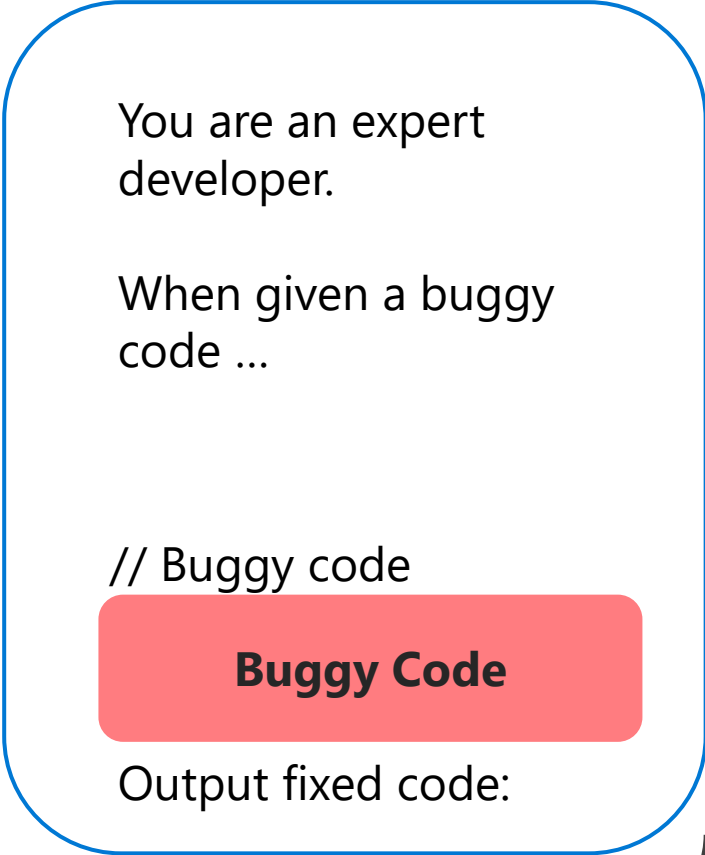 You are an expert
developer.
When given a buggy
code ...
// Buggy code
Buggy Code
Output fixed code: